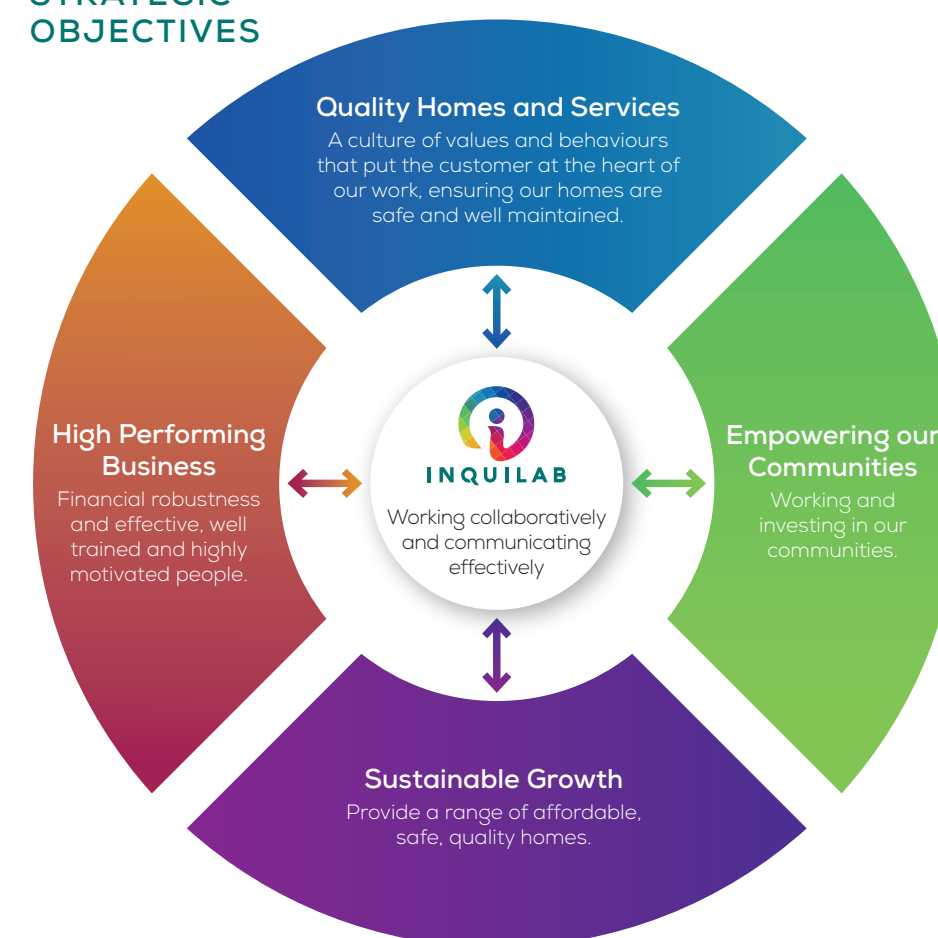 STRATEGIC
OBJECTIVES
Quality Homes and Services
A culture of values and behaviours
that put the customer at the heart of
our work, ensuring our homes are
safe and well maintained.
High Performing
Business
Financial robustness
and effective, well
trained and highly
motivated people.
INQUILAB
Working collaboratively
and communicating
effectively
Empowering our
Communities
Working and
investing in our
communities.
Sustainable Growth
Provide a range of affordable,
safe, quality homes.